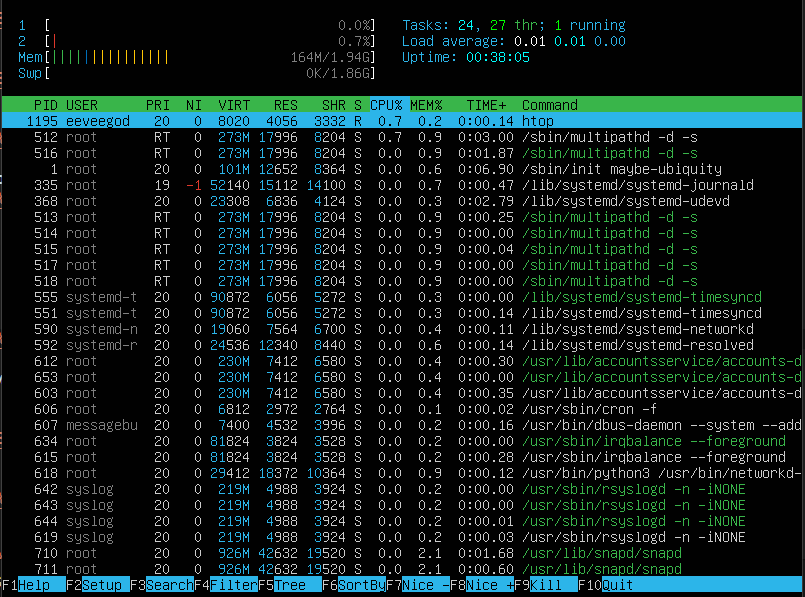 1 [ 0.0%] Tasks: 24, 27 thr; 1 running
2 [| 0.7%] Load average: 0.01 0.01 0.00
Mem[||||||||||||||| 164M/1.94G] Uptime: 00:38:05
Swp[ 0K/1.86G]
PID USER PRI NI VIRT RES SHR S CPU% MEM% TIME+ Command
1195 eeveegod 20 0 8020 4056 3332 R 0.7 0.2 0:00.14 htop
512 root RT 0 273M 17996 8204 S 0.7 0.9 0:03.00 /sbin/multipathd -d -s
516 root RT 0 273M 17996 8204 S 0.0 0.9 0:01.87 /sbin/multipathd -d -s
1 root 20 0 101M 12652 8364 S 0.0 0.6 0:06.90 /sbin/init maybe-ubiquity
335 root 19 -1 52140 15112 14100 S 0.0 0.7 0:00.47 /lib/systemd/systemd-journald
368 root 20 0 23308 6836 4124 S 0.0 0.3 0:02.79 /lib/systemd/systemd-udevd
513 root RT 0 273M 17996 8204 S 0.0 0.9 0:00.25 /sbin/multipathd -d -s
514 root RT 0 273M 17996 8204 S 0.0 0.9 0:00.00 /sbin/multipathd -d -s
515 root RT 0 273M 17996 8204 S 0.0 0.9 0:00.04 /sbin/multipathd -d -s
517 root RT 0 273M 17996 8204 S 0.0 0.9 0:00.00 /sbin/multipathd -d -s
518 root RT 0 273M 17996 8204 S 0.0 0.9 0:00.00 /sbin/multipathd -d -s
555 systemd-t 20 0 90872 6056 5272 S 0.0 0.3 0:00.00 /lib/systemd/systemd-timesyncd
551 systemd-t 20 0 90872 6056 5272 S 0.0 0.3 0:00.14 /lib/systemd/systemd-timesyncd
590 systemd-n 20 0 19060 7564 6700 S 0.0 0.4 0:00.11 /lib/systemd/systemd-networkd
592 systemd-r 20 0 24536 12340 8440 S 0.0 0.6 0:00.14 /lib/systemd/systemd-resolved
612 root 20 0 230M 7412 6580 S 0.0 0.4 0:00.30 /usr/lib/accountsservice/accounts-d
653 root 20 0 230M 7412 6580 S 0.0 0.4 0:00.00 /usr/lib/accountsservice/accounts-d
603 root 20 0 230M 7412 6580 S 0.0 0.4 0:00.35 /usr/lib/accountsservice/accounts-d
606 root 20 0 6812 2972 2764 S 0.0 0.1 0:00.02 /usr/sbin/cron -f
607 messagebu 20 0 7400 4532 3996 S 0.0 0.2 0:00.16 /usr/bin/dbus-daemon --system --add
634 root 20 0 81824 3824 3528 S 0.0 0.2 0:00.00 /usr/sbin/irqbalance --foreground
615 root 20 0 81824 3824 3528 S 0.0 0.2 0:00.28 /usr/sbin/irqbalance --foreground
618 root 20 0 29412 18372 10364 S 0.0 0.9 0:00.12 /usr/bin/python3 /usr/bin/networkd-
642 syslog 20 0 219M 4988 3924 S 0.0 0.2 0:00.00 /usr/sbin/rsyslogd -n -iNONE
643 syslog 20 0 219M 4988 3924 S 0.0 0.2 0:00.00 /usr/sbin/rsyslogd -n -iNONE
644 syslog 20 0 219M 4988 3924 S 0.0 0.2 0:00.01 /usr/sbin/rsyslogd -n -iNONE
619 syslog 20 0 219M 4988 3924 S 0.0 0.2 0:00.03 /usr/sbin/rsyslogd -n -iNONE
710 root 20 0 926M 42632 19520 S 0.0 2.1 0:01.68 /usr/lib/snapd/snapd
711 root 20 0 926M 42632 19520 S 0.0 2.1 0:00.60 /usr/lib/snapd/snapd
F1Help F2Setup F3SearchF4FilterF5Tree F6SortByF7Nice -F8Nice +F9Kill F10Quit